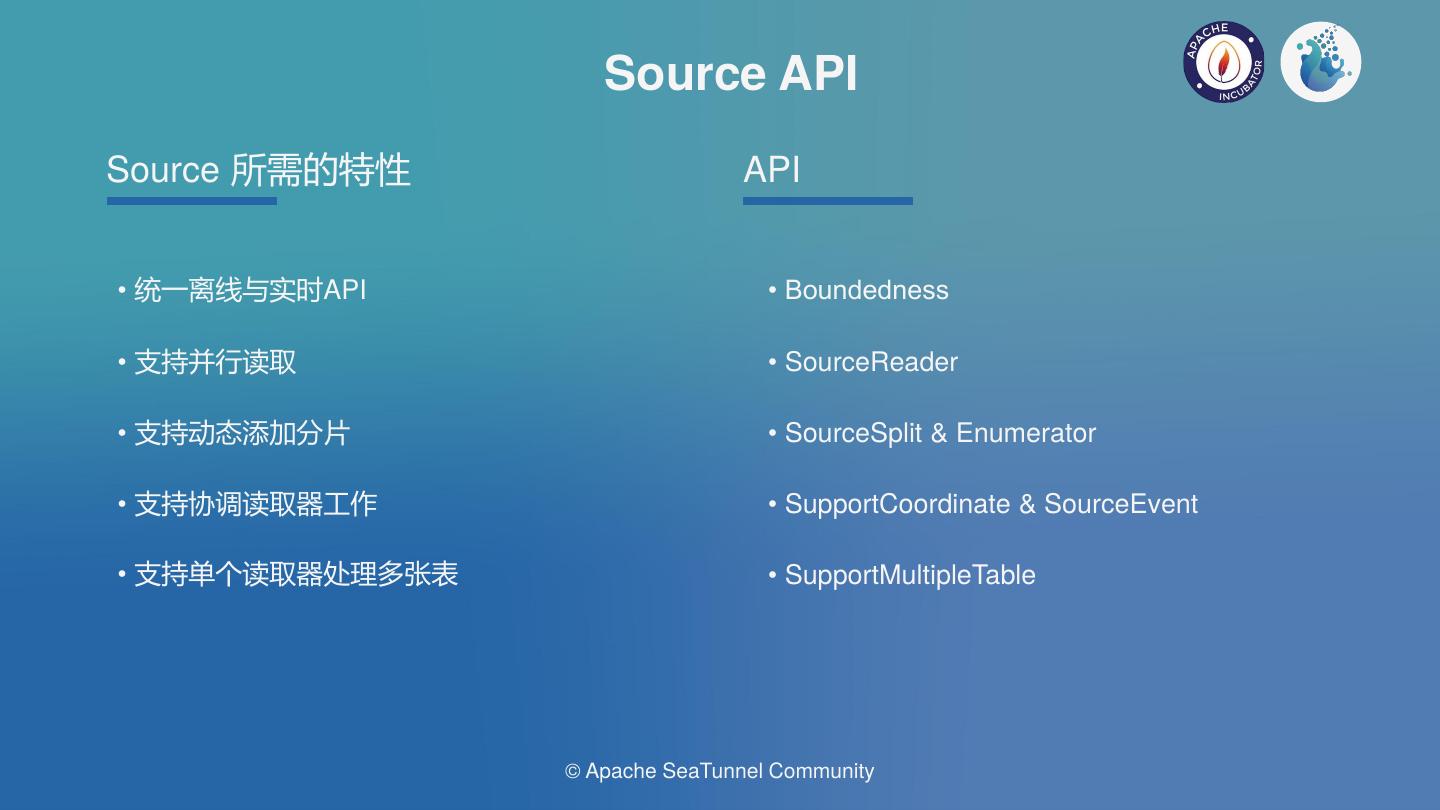 Source API
APACHE
INCUBATOR
Source 所需的特性
• 统一离线与实时API
• 支持并行读取
• 支持动态添加分片
• 支持协调读取器工作
• 支持单个读取器处理多张表
API
• Boundedness
• SourceReader
• SourceSplit & Enumerator
• SupportCoordinate & SourceEvent
• SupportMultipleTable
© Apache SeaTunnel Community